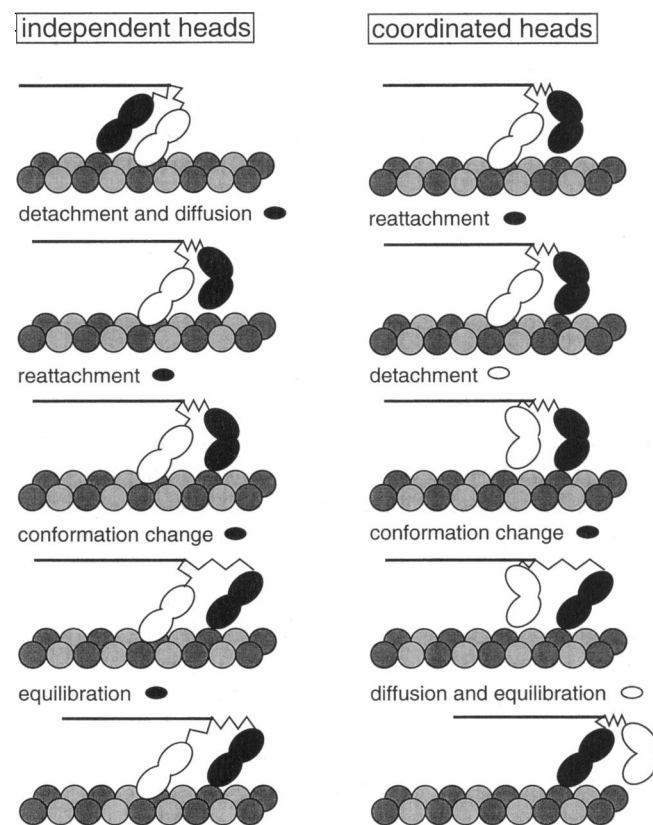 independent heads
detachment and diffusion
reattachment
conformation change
equilibration
coordinated heads
reattachment
detachment
conformation change
diffusion and equilibration